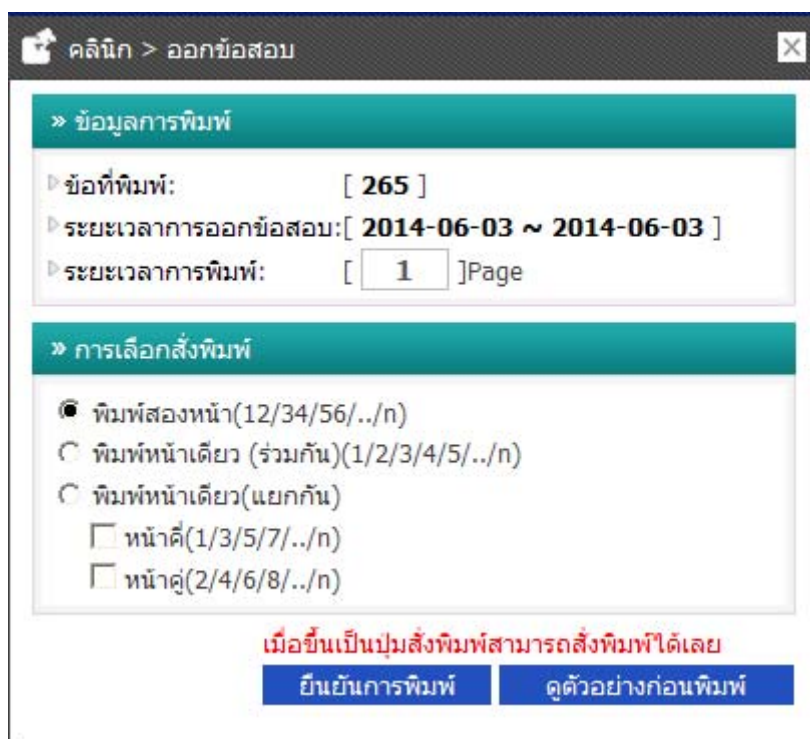 คลินิก > ออกข้อสอบ
» ข้อมูลการพิมพ์
ข้อที่พิมพ์: [ 265 ]
ระยะเวลาการออกข้อสอบ:[ 2014-06-03 ~ 2014-06-03 ]
ระยะเวลาการพิมพ์: [ 1 ]Page
» การเลือกสั่งพิมพ์
พิมพ์สองหน้า(12/34/56/../n)
พิมพ์หน้าเดียว (ร่วมกัน)(1/2/3/4/5/../n)
พิมพ์หน้าเดียว(แยกกัน)
หน้าคี่(1/3/5/7/../n)
หน้าคู่(2/4/6/8/../n)
เมื่อขึ้นเป็นปุ่มสั่งพิมพ์สามารถสั่งพิมพ์ได้เลย
ยืนยันการพิมพ์ ดูตัวอย่างก่อนพิมพ์